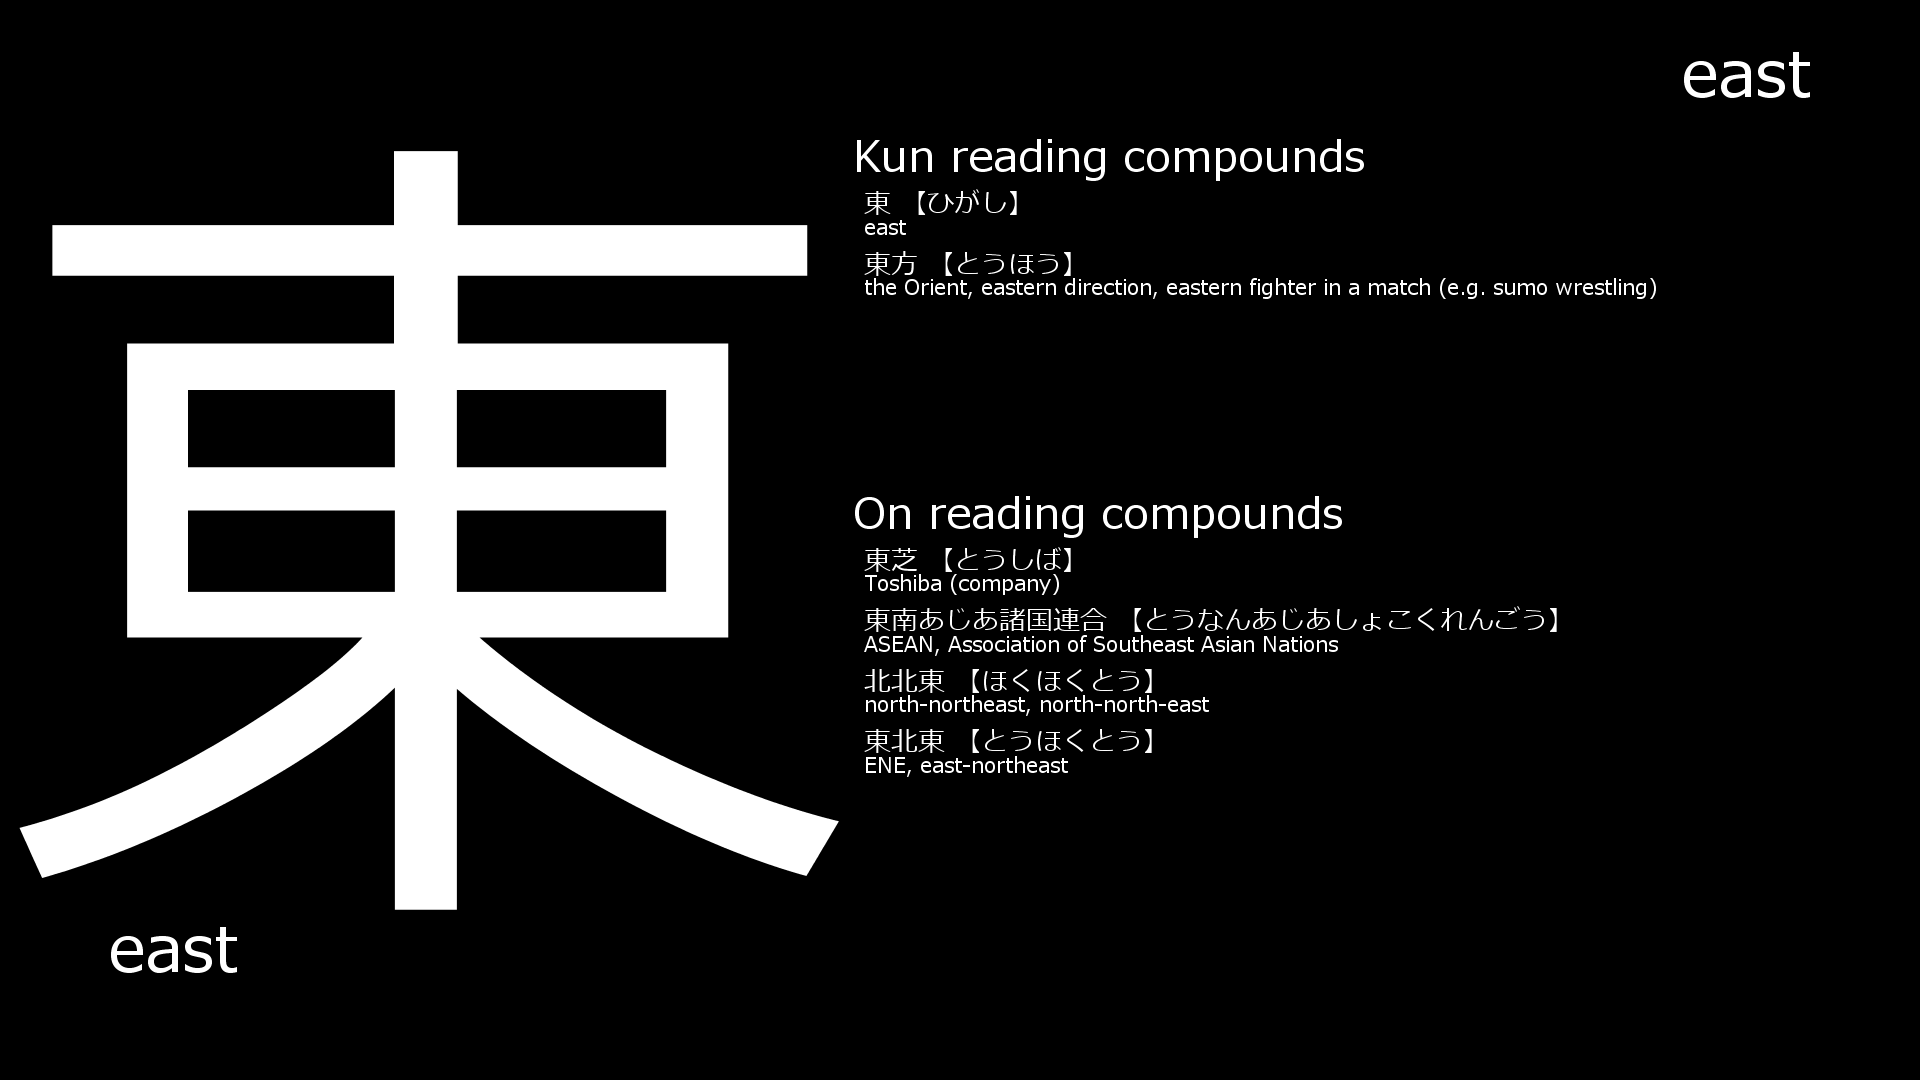 east
東
Kun reading compounds
東 【ひがし】
east
東方 【とうほう】
the Orient, eastern direction, eastern fighter in a match (e.g. sumo wrestling)
On reading compounds
東芝 【とうしば】
Toshiba (company)
東南あじあ諸国連合 【とうなんあじあしょこくれんごう】
ASEAN, Association of Southeast Asian Nations
北北東 【ほくほくとう】
north-northeast, north-north-east
東北東 【とうほくとう】
ENE, east-northeast
east